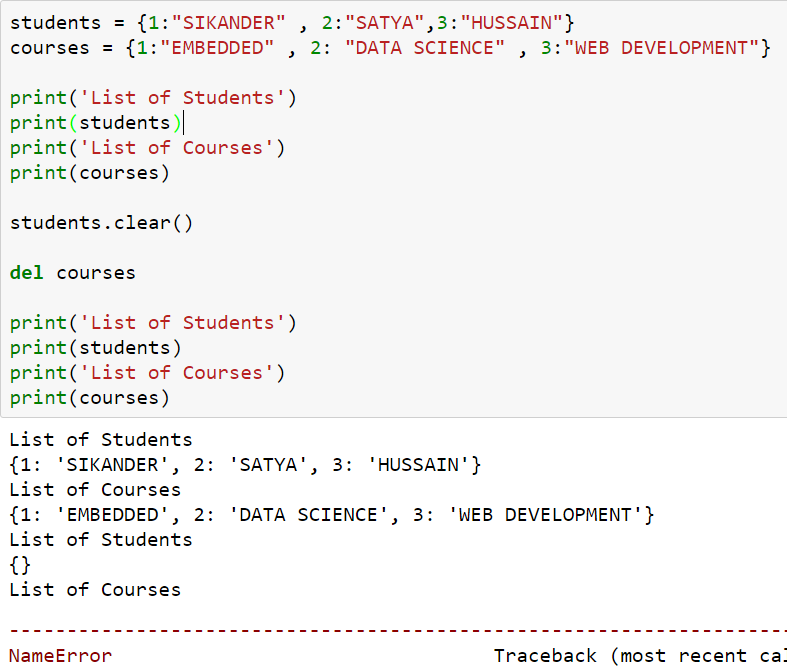 students = {1:"SIKANDER" , 2:"SATYA",3:"HUSSAIN"}
courses = {1:"EMBEDDED" , 2: "DATA SCIENCE" , 3:"WEB DEVELOPMENT"}
print('List of Students')
print(students)
print('List of Courses')
print(courses)
students.clear()
del courses
print('List of Students')
print(students)
print('List of Courses')
print(courses)
List of Students
{1: 'SIKANDER', 2: 'SATYA', 3: 'HUSSAIN'}
List of Courses
{1: 'EMBEDDED', 2: 'DATA SCIENCE', 3: 'WEB DEVELOPMENT'}
List of Students
{}
List of Courses
---------------------------------------------------------------------
NameError                                 Traceback (most recent cal